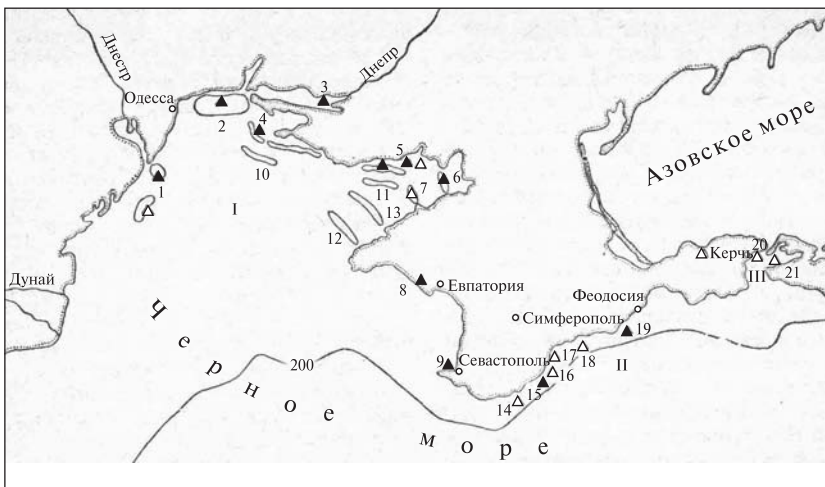 Днестр
Одесса
Днепр
3
2
4
5
1
10
6
7
11
I
13
12
Азовское море
Дунай
8
Евпатория
Керчь
20
III
21
Феодосия
Симферополь
19
200
9
Севастополь
17
18
II
16
15
14
Черное море